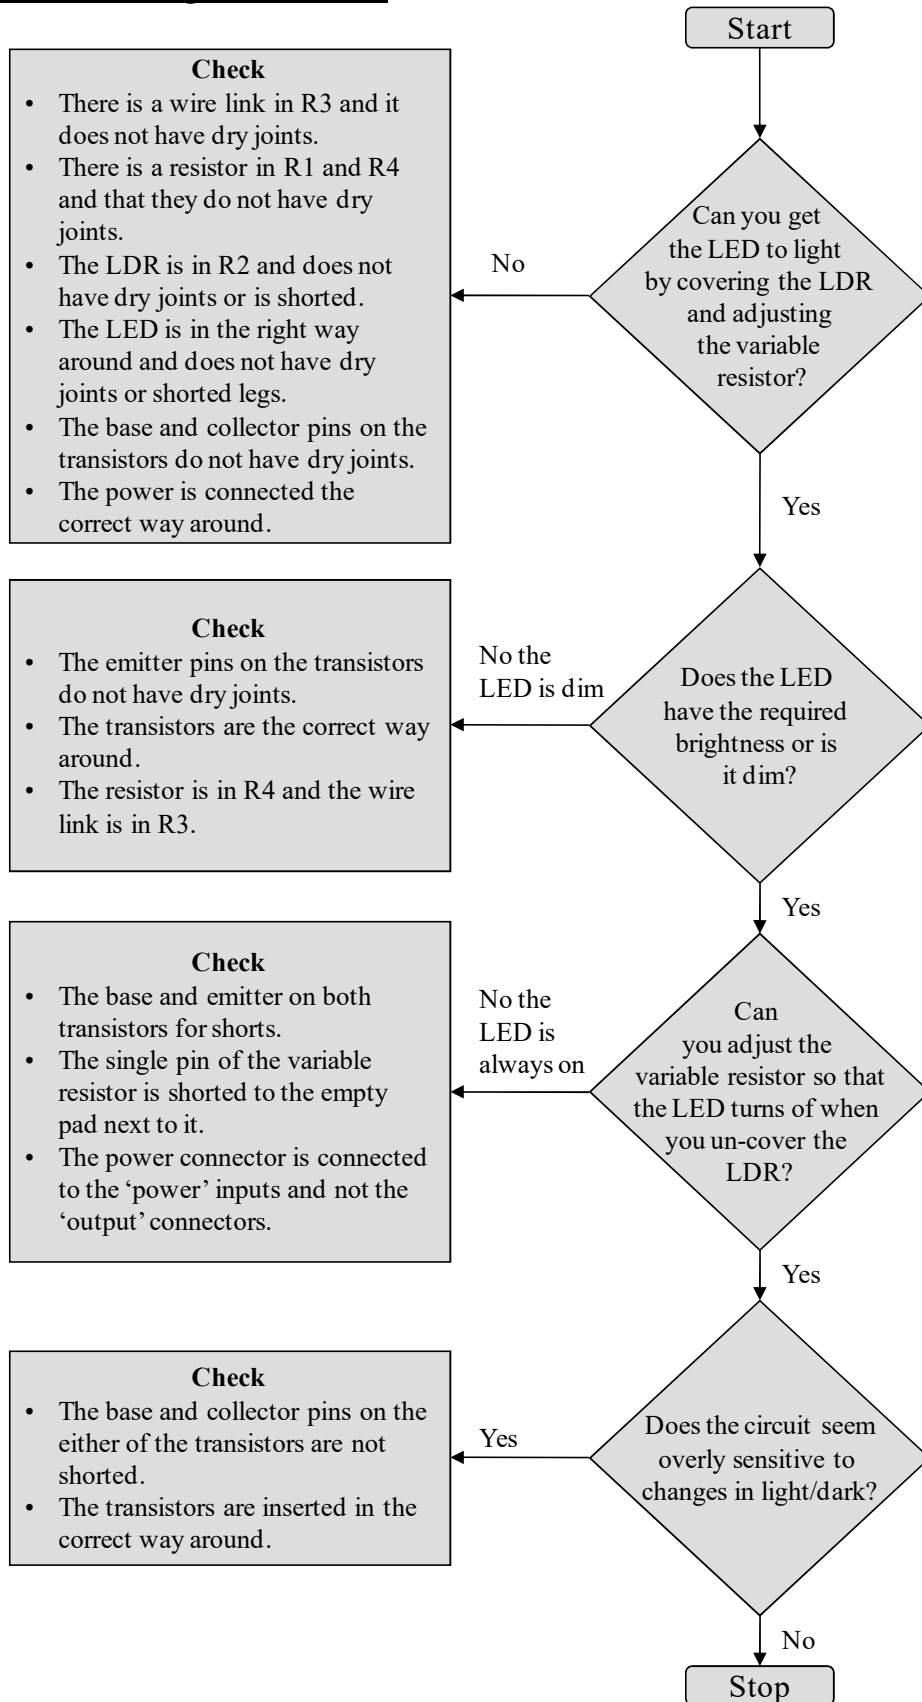 Start
Can you get
the LED to light
by covering the LDR
and adjusting
the variable
resistor?
No
Check
• There is a wire link in R3 and it
does not have dry joints.
• There is a resistor in R1 and R4
and that they do not have dry
joints.
• The LDR is in R2 and does not
have dry joints or is shorted.
• The LED is in the right way
around and does not have dry
joints or shorted legs.
• The base and collector pins on the
transistors do not have dry joints.
• The power is connected the
correct way around.
Yes
Does the LED
have the required
brightness or is
it dim?
No the
LED is dim
Check
• The emitter pins on the transistors
do not have dry joints.
• The transistors are the correct way
around.
• The resistor is in R4 and the wire
link is in R3.
Yes
Can
you adjust the
variable resistor so that
the LED turns of when
you un-cover the
LDR?
No the
LED is
always on
Check
• The base and emitter on both
transistors for shorts.
• The single pin of the variable
resistor is shorted to the empty
pad next to it.
• The power connector is connected
to the ‘power’ inputs and not the
‘output’ connectors.
Yes
Does the circuit seem
overly sensitive to
changes in light/dark?
Yes
Check
• The base and collector pins on the
either of the transistors are not
shorted.
• The transistors are inserted in the
correct way around.
No
Stop